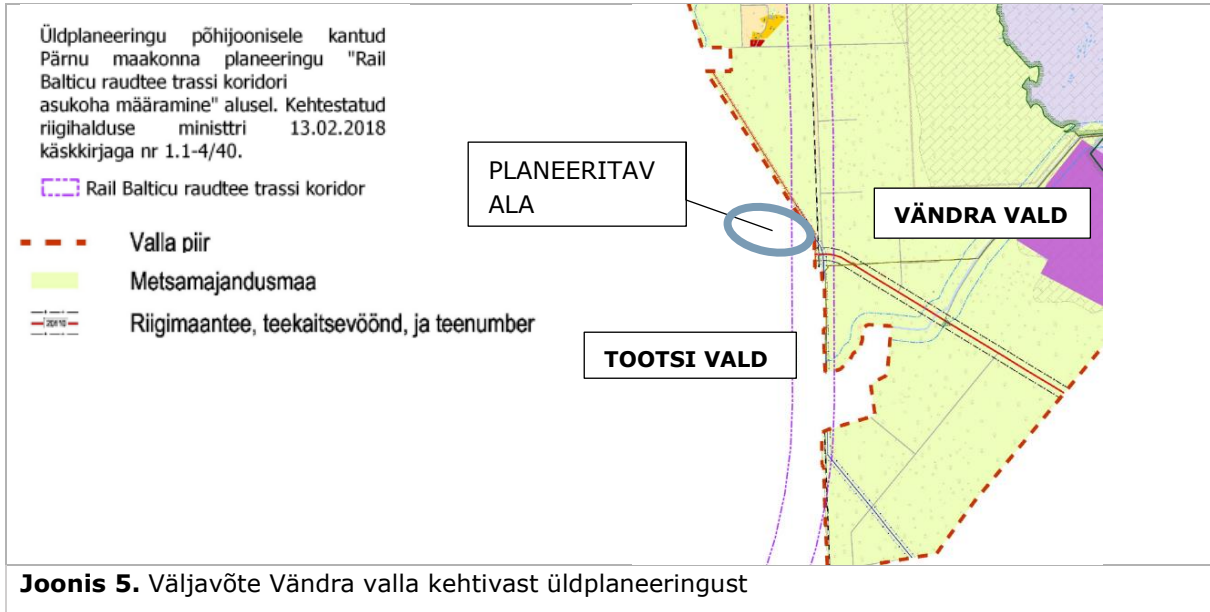 Üldplaneeringu põhijoonisele kantud
Pärnu maakonna planeeringu "Rail
Balticu raudtee trassi koridori
asukoha määramine" alusel. Kehtestatud
riigihalduse ministtri 13.02.2018
käskkirjaga nr 1.1-4/40.
Rail Balticu raudtee trassi koridor
Valla piir
Metsamajandusmaa
20110 Riigimaantee, teekaitsevöönd, ja teenumber
PLANEERITAV
ALA
VÄNDRA VALD
TOOTSI VALD
Joonis 5. Väljavõte Vändra valla kehtivast üldplaneeringust